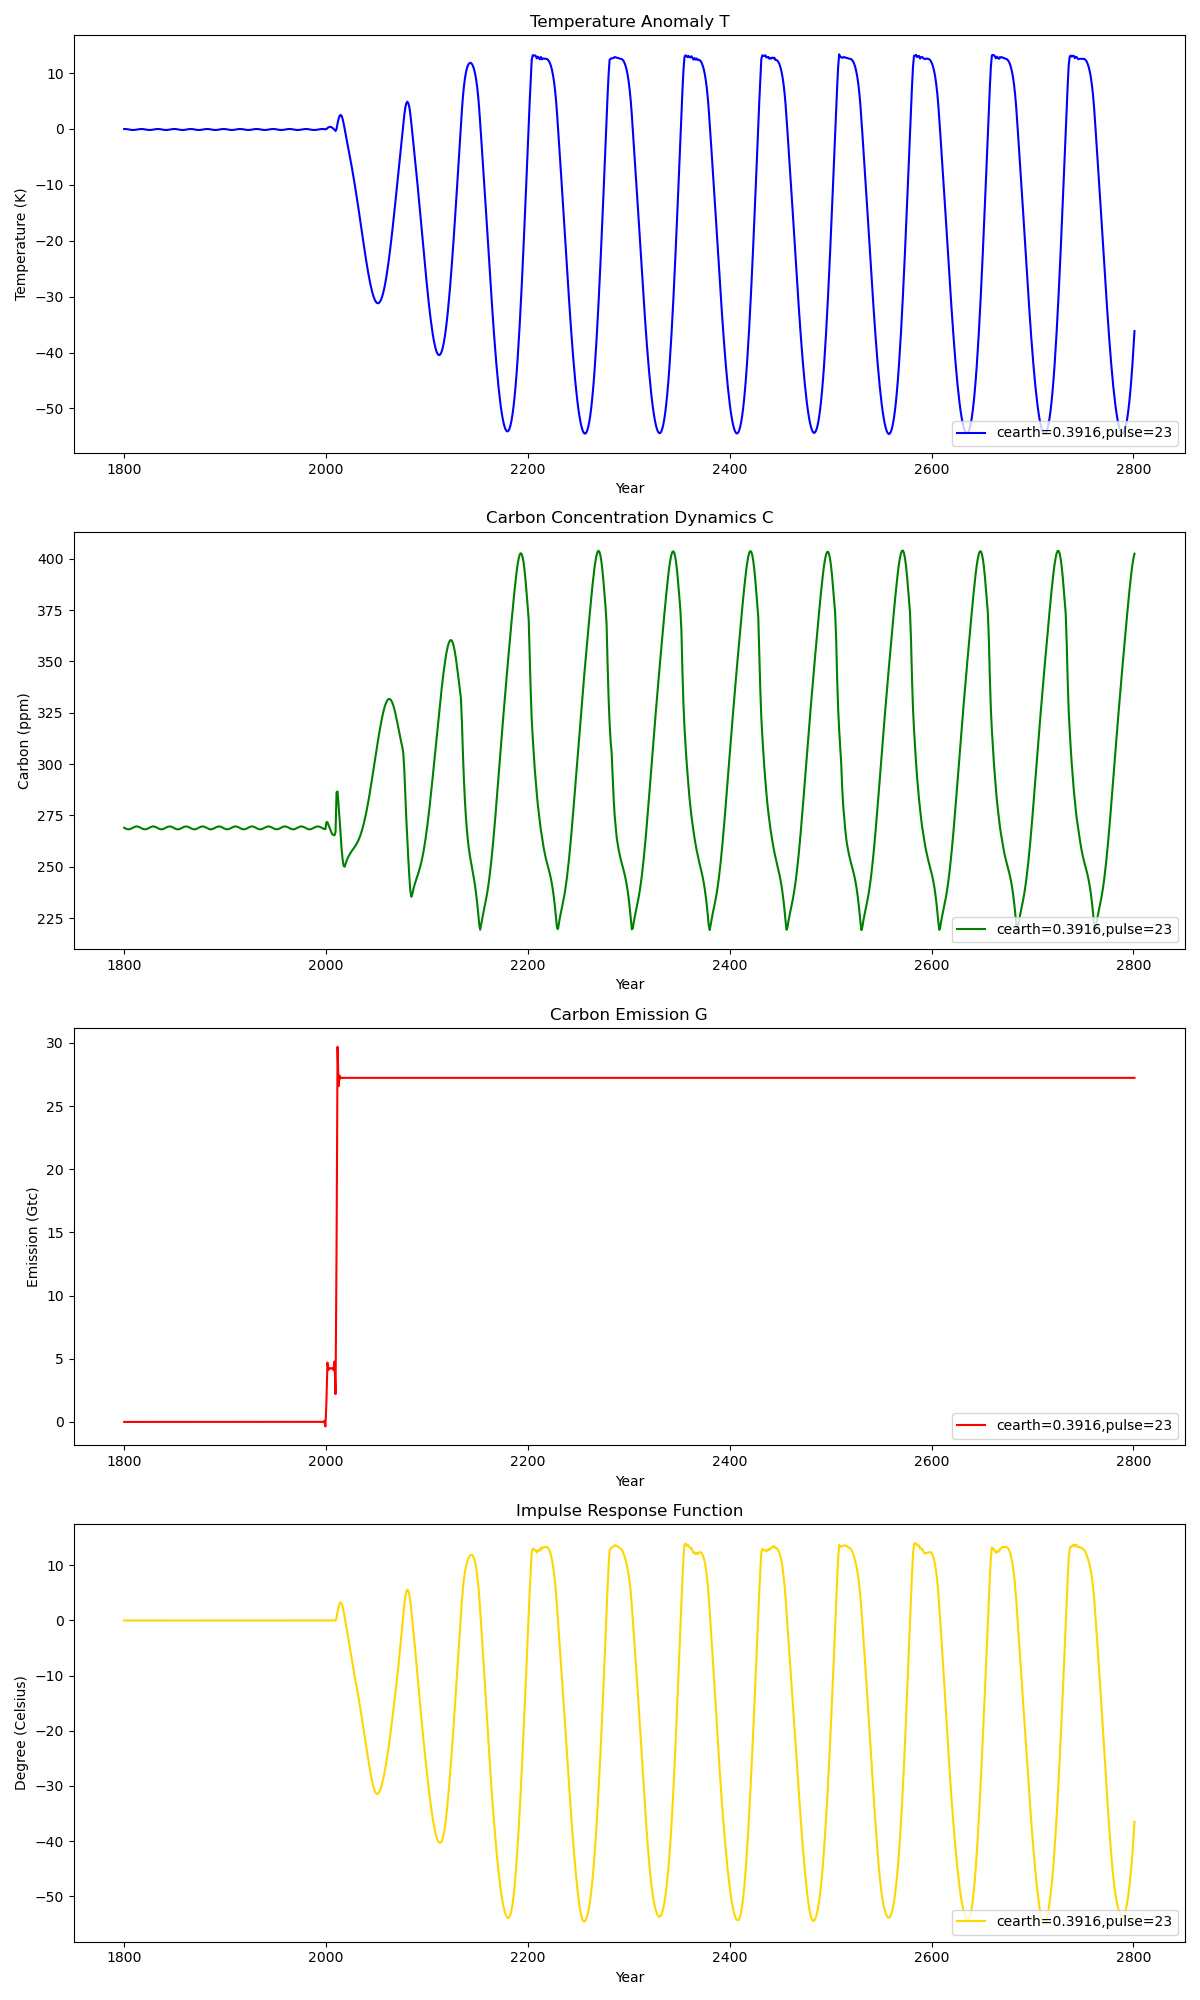 Temperature Anomaly T
Temperature (K)
10
0
−10
−20
−30
−40
−50
cearth=0.3916,pulse=23
1800 2000 2200 2400 2600 2800
Year
Carbon Concentration Dynamics C
Carbon (ppm)
400
375
350
325
300
275
250
225
cearth=0.3916,pulse=23
1800 2000 2200 2400 2600 2800
Year
Carbon Emission G
Emission (Gtc)
30
25
20
15
10
5
0
cearth=0.3916,pulse=23
1800 2000 2200 2400 2600 2800
Year
Impulse Response Function
Degree (Celsius)
10
0
−10
−20
−30
−40
−50
cearth=0.3916,pulse=23
1800 2000 2200 2400 2600 2800
Year